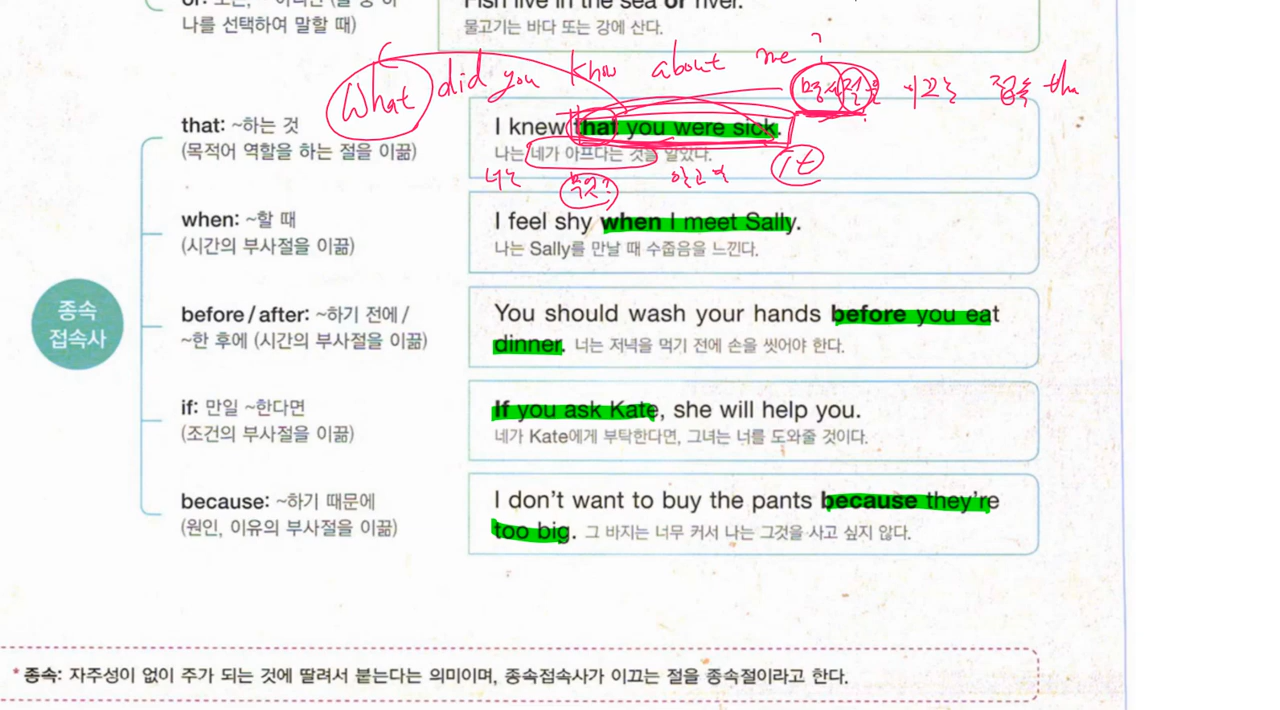 나를 선택하여 말할 때)
Fish live in the sea or river.
물고기는 바다 또는 강에 산다.
What did you know about me?
명사절을 이끄는 접속
that: ~하는 것
(목적어 역할을 하는 절을 이끎)
I knew that you were sick.
나는 네가 아프다는 것을 알았다.
it
너는 무엇?
when: ~할 때
(시간의 부사절을 이끎)
I feel shy when I meet Sally.
나는 Sally를 만날 때 수줍음을 느낀다.
종속
접속사
before/after: ~하기 전에/
~한 후에 (시간의 부사절을 이끎)
You should wash your hands before you eat
dinner. 너는 저녁을 먹기 전에 손을 씻어야 한다.
if: 만일 ~한다면
(조건의 부사절을 이끎)
If you ask Kate, she will help you.
네가 Kate에게 부탁한다면, 그녀는 너를 도와줄 것이다.
because: ~하기 때문에
(원인, 이유의 부사절을 이끎)
I don't want to buy the pants because they're
too big. 그 바지는 너무 커서 나는 그것을 사고 싶지 않다.
* 종속: 자주성이 없이 주가 되는 것에 딸려서 붙는다는 의미이며, 종속접속사가 이끄는 절을 종속절이라고 한다.